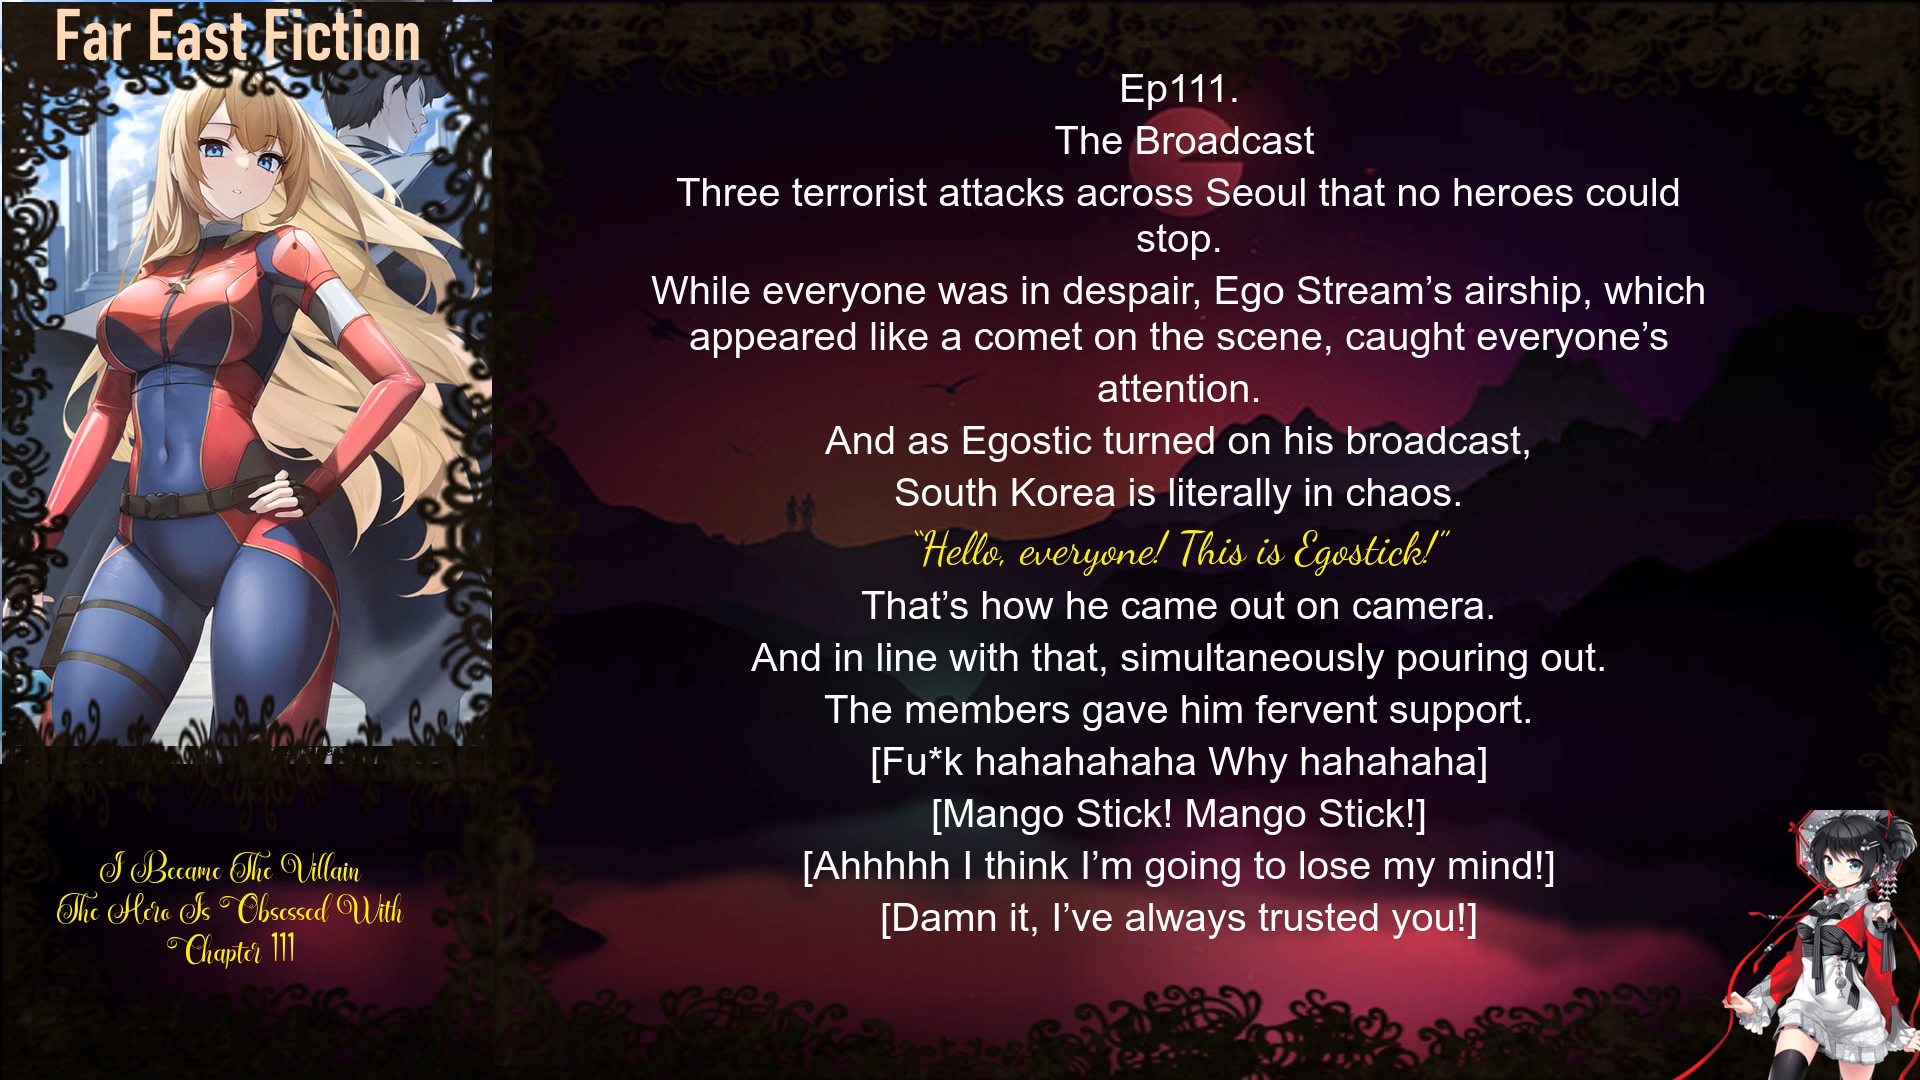 Far East Fiction
Ep111.
The Broadcast
Three terrorist attacks across Seoul that no heroes could
stop.
While everyone was in despair, Ego Stream’s airship, which
appeared like a comet on the scene, caught everyone’s
attention.
And as Egostic turned on his broadcast,
South Korea is literally in chaos.
“Hello, everyone! This is Egostick!”
That’s how he came out on camera.
And in line with that, simultaneously pouring out.
The members gave him fervent support.
[Fu*k hahahahaha Why hahahaha]
[Mango Stick! Mango Stick!]
[Ahhhhh I think I’m going to lose my mind!]
[Damn it, I’ve always trusted you!]
I Became The Villain
The Hero Is Obsessed With
Chapter 111